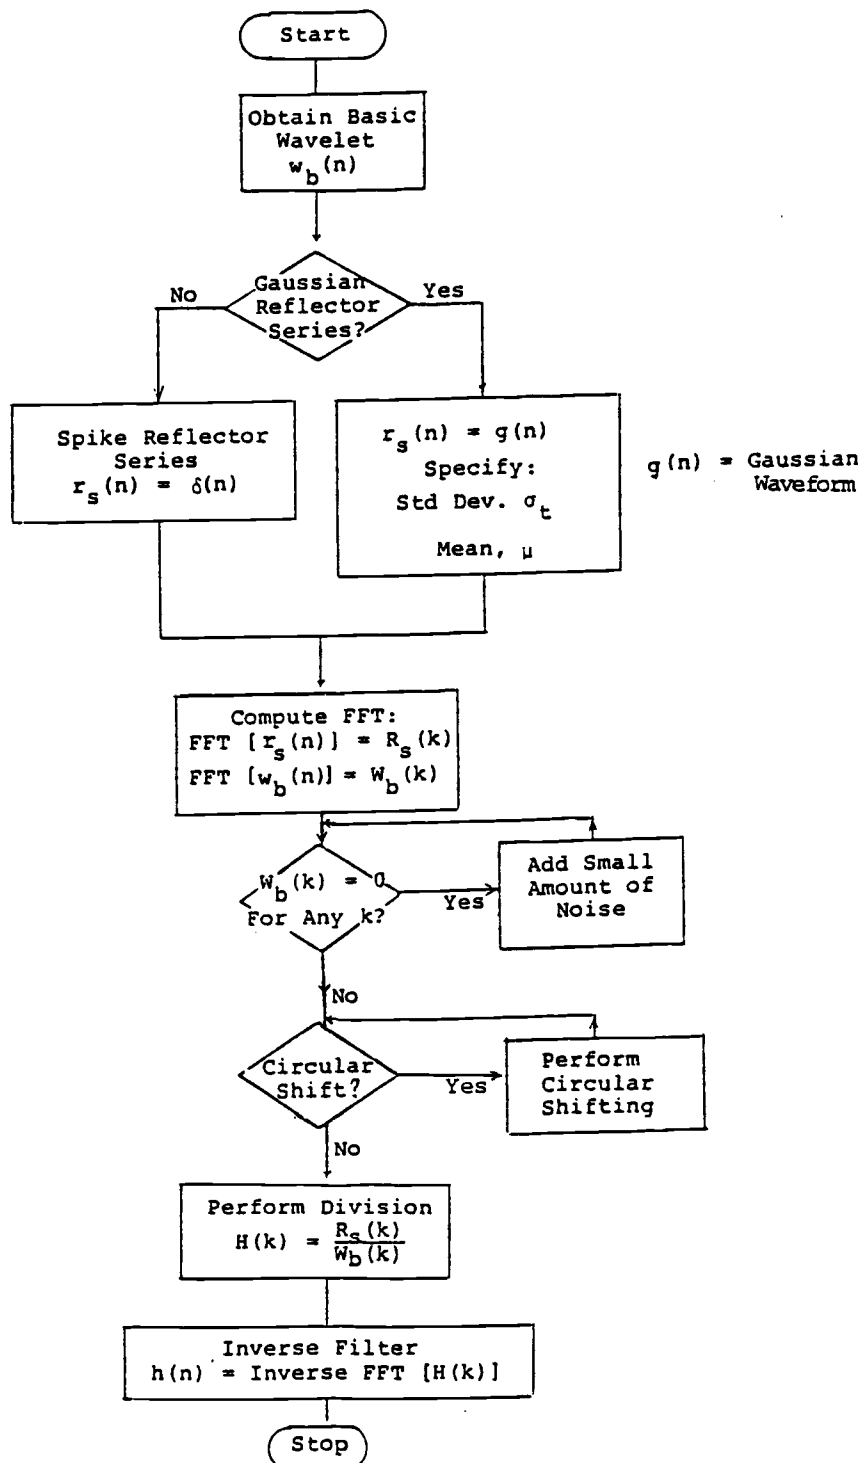 Start
Obtain Basic
Wavelet
w_b(n)
Gaussian
Reflector
Series?
No
Yes
Spike Reflector
Series
r_s(n) = δ(n)
r_s(n) = g(n)
Specify:
Std Dev. σ_t
Mean, μ
g(n) = Gaussian
Waveform
Compute FFT:
FFT [r_s(n)] = R_s(k)
FFT [w_b(n)] = W_b(k)
W_b(k) = 0
For Any k?
Yes
Add Small
Amount of
Noise
No
Circular
Shift?
Yes
Perform
Circular
Shifting
No
Perform Division
H(k) = R_s(k)
W_b(k)
Inverse Filter
h(n) = Inverse FFT [H(k)]
Stop